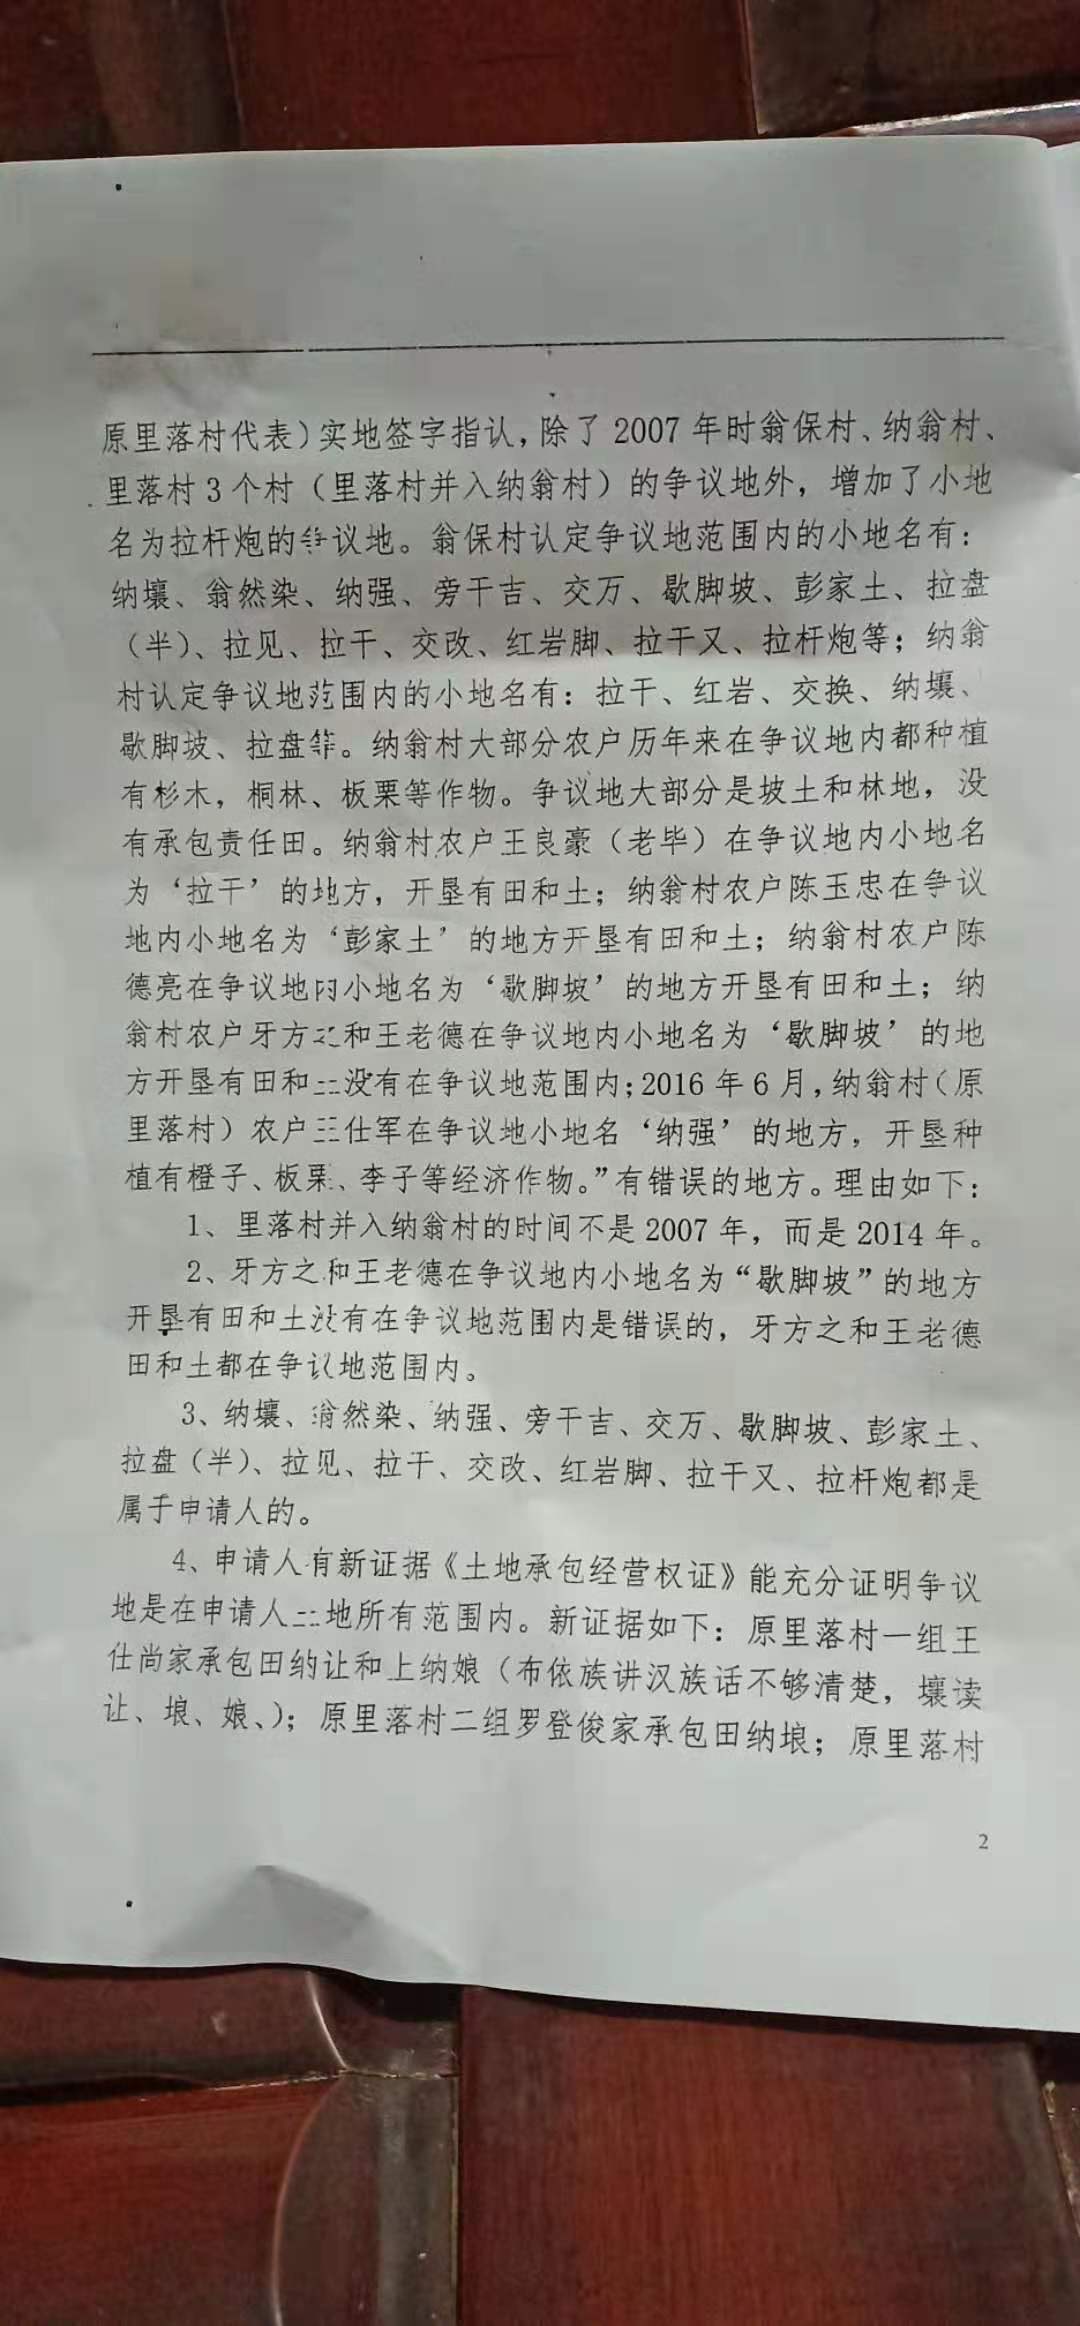 原里落村代表）实地签字指认，除了 2007 年时翁保村、纳翁村、
里落村 3 个村（里落村并入纳翁村）的争议地外，增加了小地
名为拉杆炮的争议地。翁保村认定争议地范围内的小地名有：
纳壤、翁然染、纳强、旁干吉、交万、歇脚坡、彭家土、拉盘
（半）、拉见、拉干、交改、红岩脚、拉干又、拉杆炮等；纳翁
村认定争议地范围内的小地名有：拉干、红岩、交换、纳壤、
歇脚坡、拉盘等。纳翁村大部分农户历年来在争议地内都种植
有杉木，桐林、板栗等作物。争议地大部分是坡土和林地，没
有承包责任田。纳翁村农户王良豪（老毕）在争议地内小地名
为‘拉干’的地方，开垦有田和土；纳翁村农户陈玉忠在争议
地内小地名为‘彭家土’的地方开垦有田和土；纳翁村农户陈
德亮在争议地内小地名为‘歇脚坡’的地方开垦有田和土；纳
翁村农户牙方之和王老德在争议地内小地名为‘歇脚坡’的地
方开垦有田和土没有在争议地范围内；2016 年 6 月，纳翁村（原
里落村）农户王仕军在争议地小地名‘纳强’的地方，开垦种
植有橙子、板栗、李子等经济作物。”有错误的地方。理由如下：
1、里落村并入纳翁村的时间不是 2007 年，而是 2014 年。
2、牙方之和王老德在争议地内小地名为“歇脚坡”的地方
开垦有田和土没有在争议地范围内是错误的，牙方之和王老德
田和土都在争议地范围内。
3、纳壤、翁然染、纳强、旁干吉、交万、歇脚坡、彭家土、
拉盘（半）、拉见、拉干、交改、红岩脚、拉干又、拉杆炮都是
属于申请人的。
4、申请人有新证据《土地承包经营权证》能充分证明争议
地是在申请人土地所有范围内。新证据如下：原里落村一组王
仕尚家承包田纳让和上纳娘（布依族讲汉族话不够清楚，壤读
让、埌、娘、）；原里落村二组罗登俊家承包田纳埌；原里落村
2